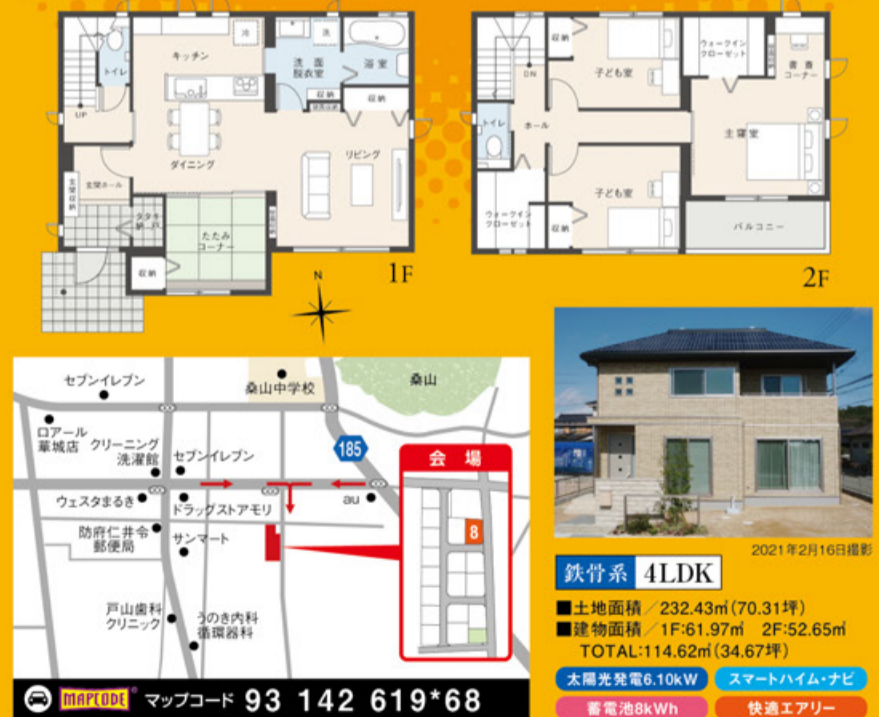 キッチン
冷
洗
洗面
脱衣室
浴室
トイレ
収納
収納
UP
ダイニング
リビング
玄関ホール
玄関収納
たたみ
コーナー
収納
1F
N
収納
ウォークイン
クローゼット
書斎
コーナー
子ども室
DN
トイレ
ホール
主寝室
子ども室
ウォークイン
クローゼット
収納
バルコニー
2F
セブンイレブン
桑山中学校
桑山
ロアール
華城店
クリーニング
洗濯館
セブンイレブン
185
会場
ウェスタまるき
ドラッグストアモリ
au
8
防府仁井令
郵便局
サンマート
戸山歯科
クリニック
うのき内科
循環器科
MAPCODE® マップコード 93 142 619*68
2021年2月16日撮影
鉄骨系 4LDK
■土地面積／232.43㎡(70.31坪)
■建物面積／1F:61.97㎡ 2F:52.65㎡
TOTAL:114.62㎡(34.67坪)
太陽光発電6.10kW スマートハイム・ナビ
蓄電池8kWh 快適エアリー